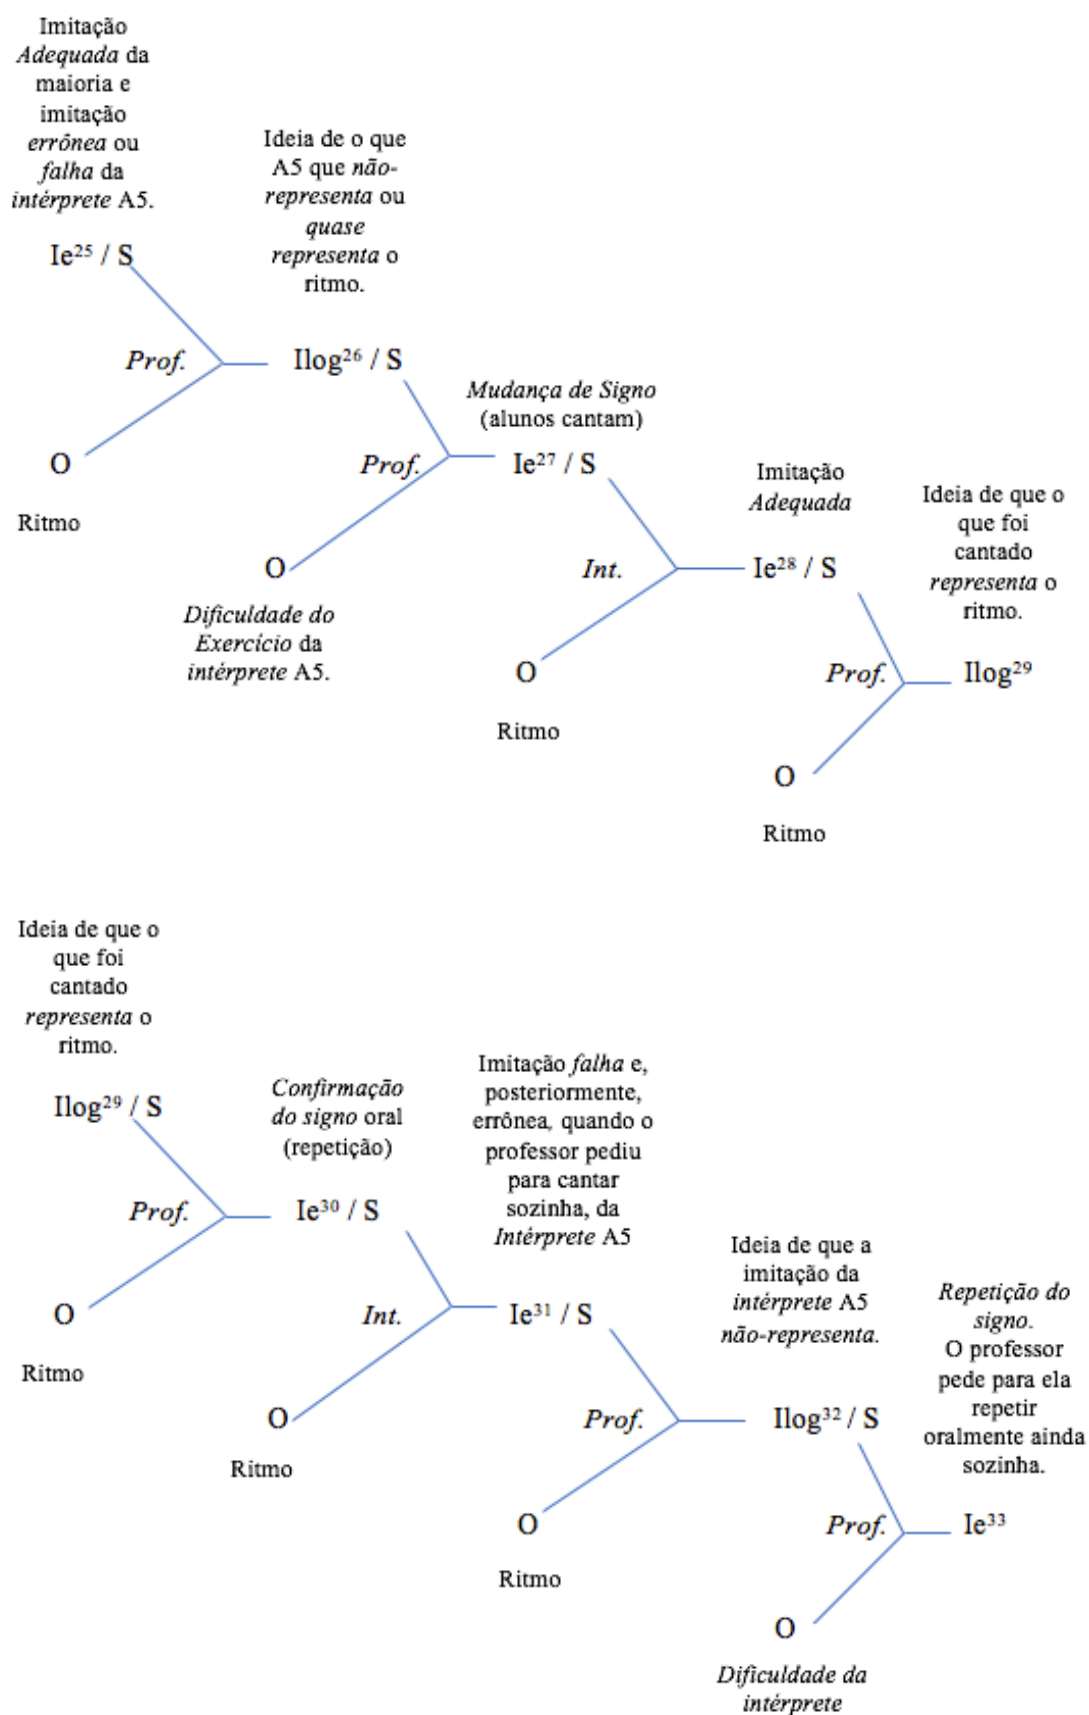 Imitação
Adequada da
maioria e
imitação
errônea ou
falha da
intérprete A5.
Ie²⁵ / S
Prof.
O
Ritmo
Ideia de o que
A5 que não-
representa ou
quase
representa o
ritmo.
Ilog²⁶ / S
Prof.
O
Dificuldade do
Exercício da
intérprete A5.
Mudança de Signo
(alunos cantam)
Ie²⁷ / S
Int.
O
Ritmo
Imitação
Adequada
Ie²⁸ / S
Prof.
O
Ritmo
Ideia de que o
que foi
cantado
representa o
ritmo.
Ilog²⁹
Ideia de que o
que foi
cantado
representa o
ritmo.
Ilog²⁹ / S
Prof.
O
Ritmo
Confirmação
do signo oral
(repetição)
Ie³⁰ / S
Int.
O
Ritmo
Imitação falha e,
posteriormente,
errônea, quando o
professor pediu
para cantar
sozinha, da
Intérprete A5
Ie³¹ / S
Prof.
O
Ritmo
Ideia de que a
imitação da
intérprete A5
não-representa.
Ilog³² / S
Prof.
O
Dificuldade da
intérprete
Repetição do
signo.
O professor
pede para ela
repetir
oralmente ainda
sozinha.
Ie³³